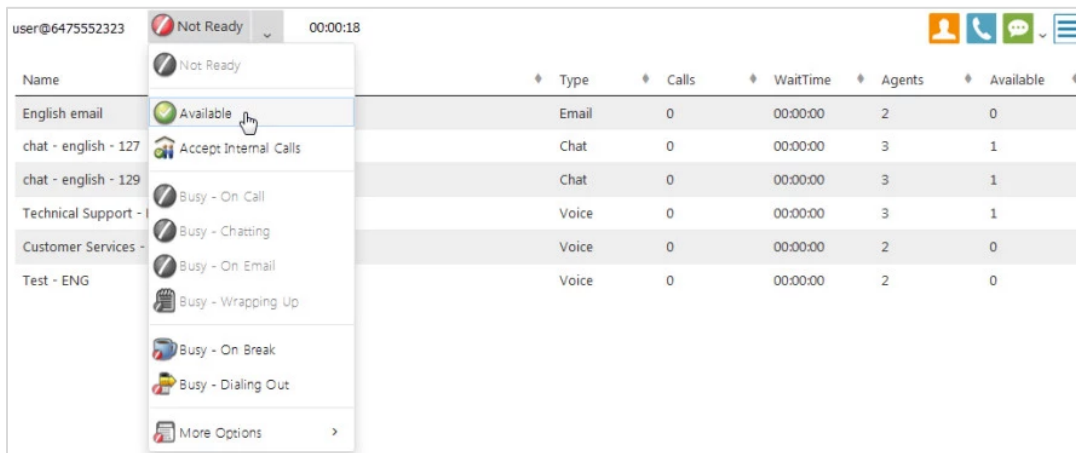 user@6475552323 Not Ready 00:00:18
Not Ready
Available
Accept Internal Calls
Busy - On Call
Busy - Chatting
Busy - On Email
Busy - Wrapping Up
Busy - On Break
Busy - Dialing Out
More Options
Name Type Calls WaitTime Agents Available
English email Email 0 00:00:00 2 0
chat - english - 127 Chat 0 00:00:00 3 1
chat - english - 129 Chat 0 00:00:00 3 1
Technical Support - Voice 0 00:00:00 3 1
Customer Services - Voice 0 00:00:00 2 0
Test - ENG Voice 0 00:00:00 2 0